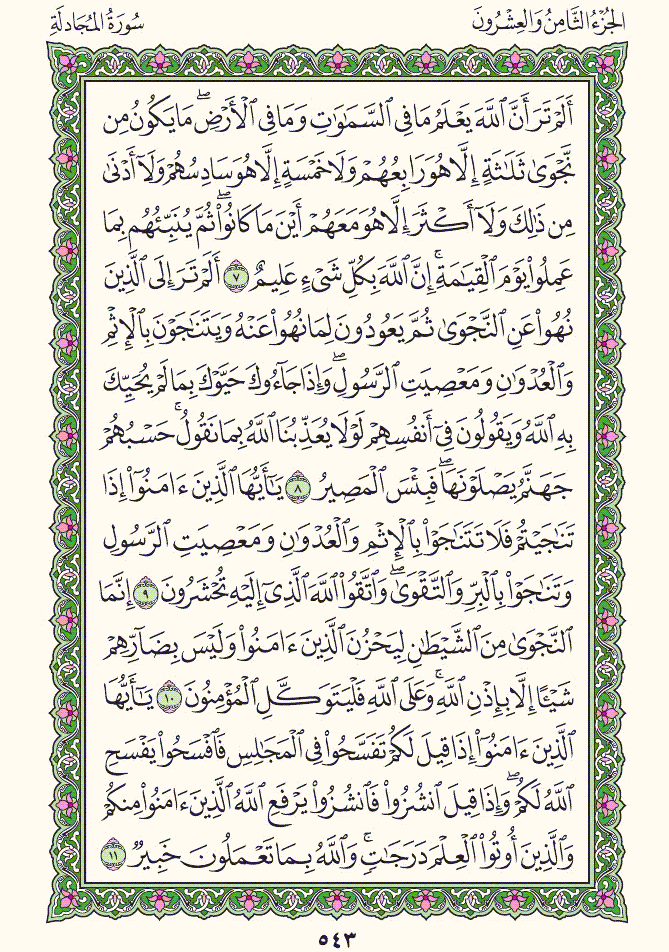 الجُزْءُ الثَّامِنُ وَالعِشْرُونَ
سُورَةُ المُجَادلَةِ
أَلَمْ تَرَ أَنَّ ٱللَّهَ يَعْلَمُ مَا فِي ٱلسَّمَٰوَٰتِ وَمَا فِي ٱلْأَرْضِۖ مَا يَكُونُ مِن
نَّجْوَىٰ ثَلَٰثَةٍ إِلَّا هُوَ رَابِعُهُمْ وَلَا خَمْسَةٍ إِلَّا هُوَ سَادِسُهُمْ وَلَآ أَدْنَىٰ
مِن ذَٰلِكَ وَلَآ أَكْثَرَ إِلَّا هُوَ مَعَهُمْ أَيْنَ مَا كَانُوا۟ۖ ثُمَّ يُنَبِّئُهُم بِمَا
عَمِلُوا۟ يَوْمَ ٱلْقِيَٰمَةِۚ إِنَّ ٱللَّهَ بِكُلِّ شَىْءٍ عَلِيمٌ ٧ أَلَمْ تَرَ إِلَى ٱلَّذِينَ
نُهُوا۟ عَنِ ٱلنَّجْوَىٰ ثُمَّ يَعُودُونَ لِمَا نُهُوا۟ عَنْهُ وَيَتَنَٰجَوْنَ بِٱلْإِثْمِ
وَٱلْعُدْوَٰنِ وَمَعْصِيَتِ ٱلرَّسُولِۖ وَإِذَا جَآءُوكَ حَيَّوْكَ بِمَا لَمْ يُحَيِّكَ
بِهِ ٱللَّهُ وَيَقُولُونَ فِىٓ أَنفُسِهِمْ لَوْلَا يُعَذِّبُنَا ٱللَّهُ بِمَا نَقُولُۚ حَسْبُهُمْ
جَهَنَّمُ يَصْلَوْنَهَاۖ فَبِئْسَ ٱلْمَصِيرُ ٨ يَٰٓأَيُّهَا ٱلَّذِينَ ءَامَنُوٓا۟ إِذَا
تَنَٰجَيْتُمْ فَلَا تَتَنَٰجَوْا۟ بِٱلْإِثْمِ وَٱلْعُدْوَٰنِ وَمَعْصِيَتِ ٱلرَّسُولِ
وَتَنَٰجَوْا۟ بِٱلْبِرِّ وَٱلتَّقْوَىٰۖ وَٱتَّقُوا۟ ٱللَّهَ ٱلَّذِىٓ إِلَيْهِ تُحْشَرُونَ ٩ إِنَّمَا
ٱلنَّجْوَىٰ مِنَ ٱلشَّيْطَٰنِ لِيَحْزُنَ ٱلَّذِينَ ءَامَنُوا۟ وَلَيْسَ بِضَآرِّهِمْ
شَيْـًٔا إِلَّا بِإِذْنِ ٱللَّهِۚ وَعَلَى ٱللَّهِ فَلْيَتَوَكَّلِ ٱلْمُؤْمِنُونَ ١٠ يَٰٓأَيُّهَا
ٱلَّذِينَ ءَامَنُوٓا۟ إِذَا قِيلَ لَكُمْ تَفَسَّحُوا۟ فِى ٱلْمَجَٰلِسِ فَٱفْسَحُوا۟ يَفْسَحِ
ٱللَّهُ لَكُمْۖ وَإِذَا قِيلَ ٱنشُزُوا۟ فَٱنشُزُوا۟ يَرْفَعِ ٱللَّهُ ٱلَّذِينَ ءَامَنُوا۟ مِنكُمْ
وَٱلَّذِينَ أُوتُوا۟ ٱلْعِلْمَ دَرَجَٰتٍۚ وَٱللَّهُ بِمَا تَعْمَلُونَ خَبِيرٌ ١١
٥٤٣